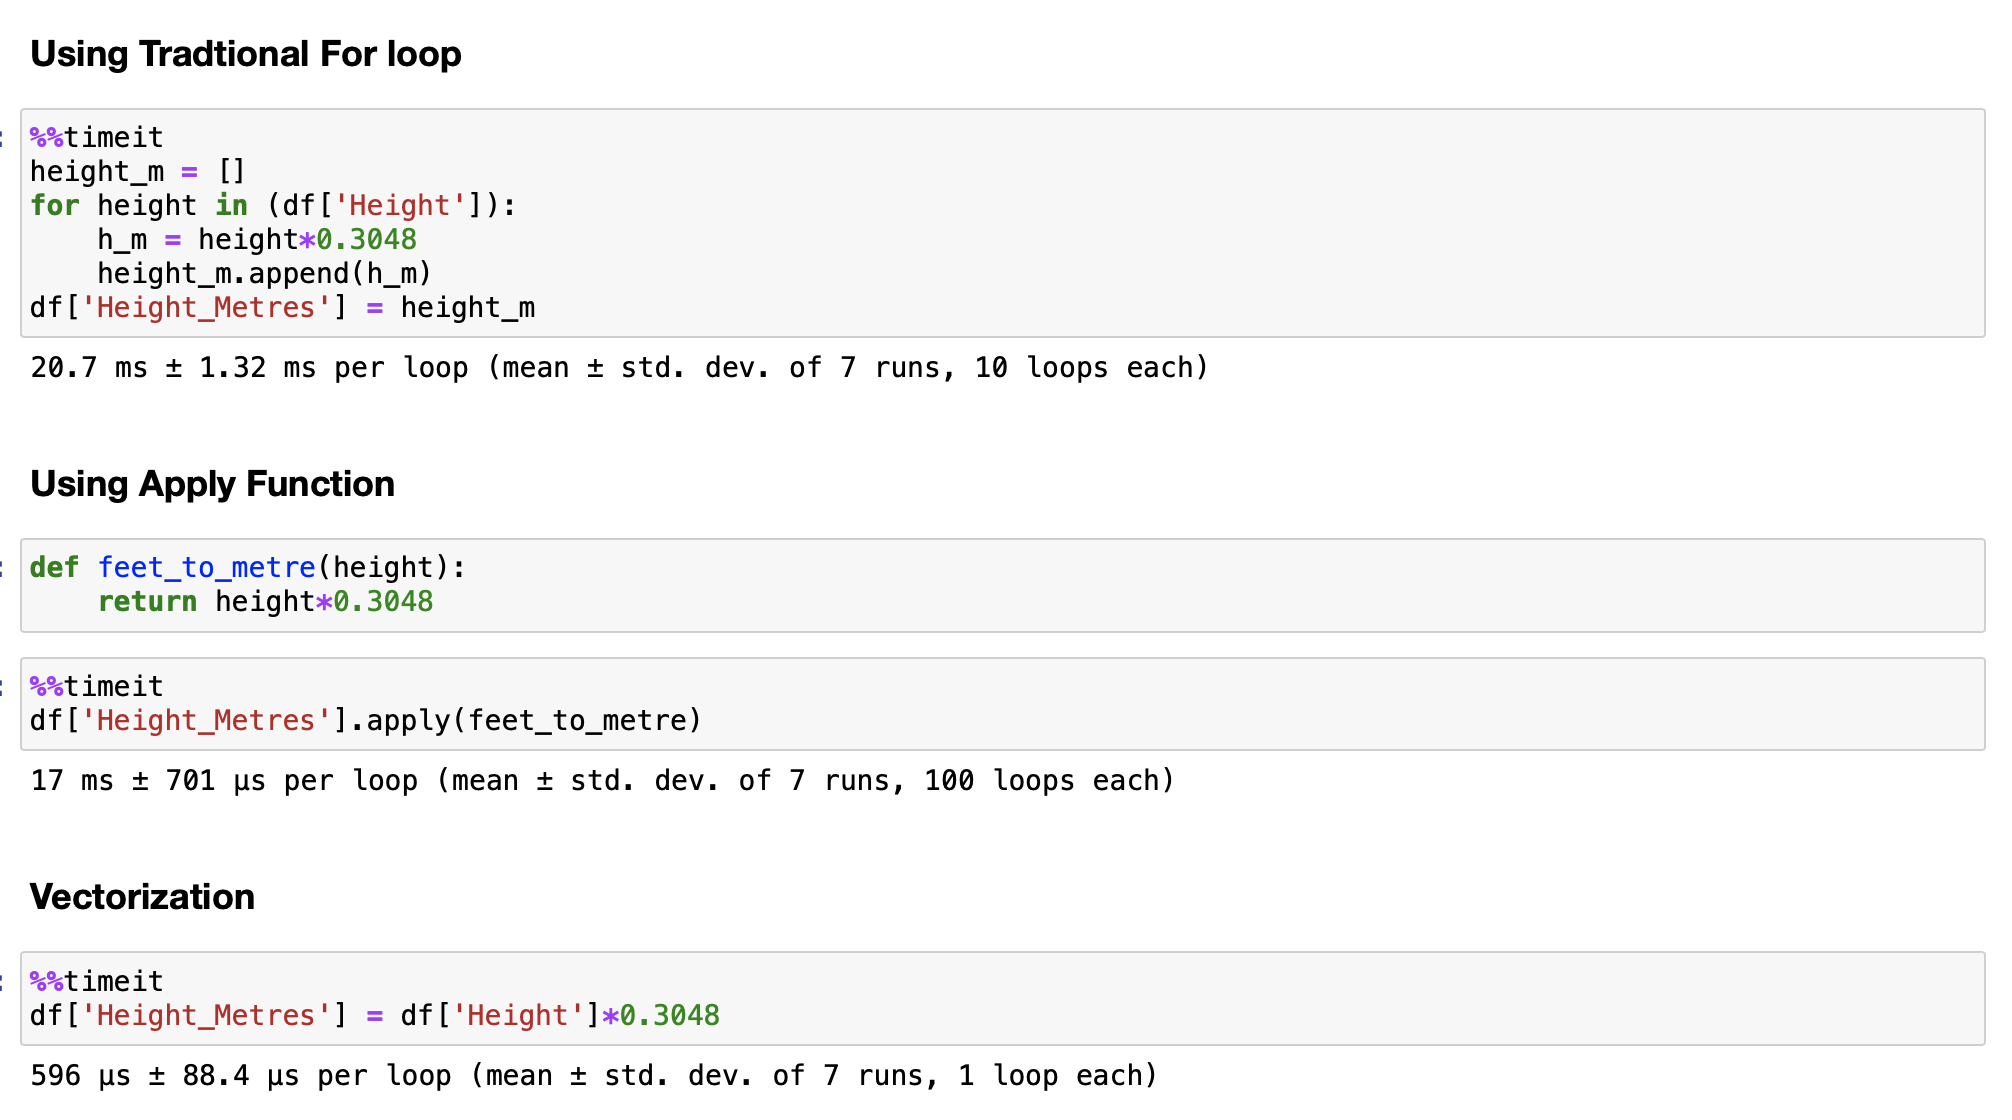 Using Tradtional For loop
%%timeit
height_m = []
for height in (df['Height']):
    h_m = height*0.3048
    height_m.append(h_m)
df['Height_Metres'] = height_m
20.7 ms ± 1.32 ms per loop (mean ± std. dev. of 7 runs, 10 loops each)
Using Apply Function
def feet_to_metre(height):
    return height*0.3048
%%timeit
df['Height_Metres'].apply(feet_to_metre)
17 ms ± 701 µs per loop (mean ± std. dev. of 7 runs, 100 loops each)
Vectorization
%%timeit
df['Height_Metres'] = df['Height']*0.3048
596 µs ± 88.4 µs per loop (mean ± std. dev. of 7 runs, 1 loop each)